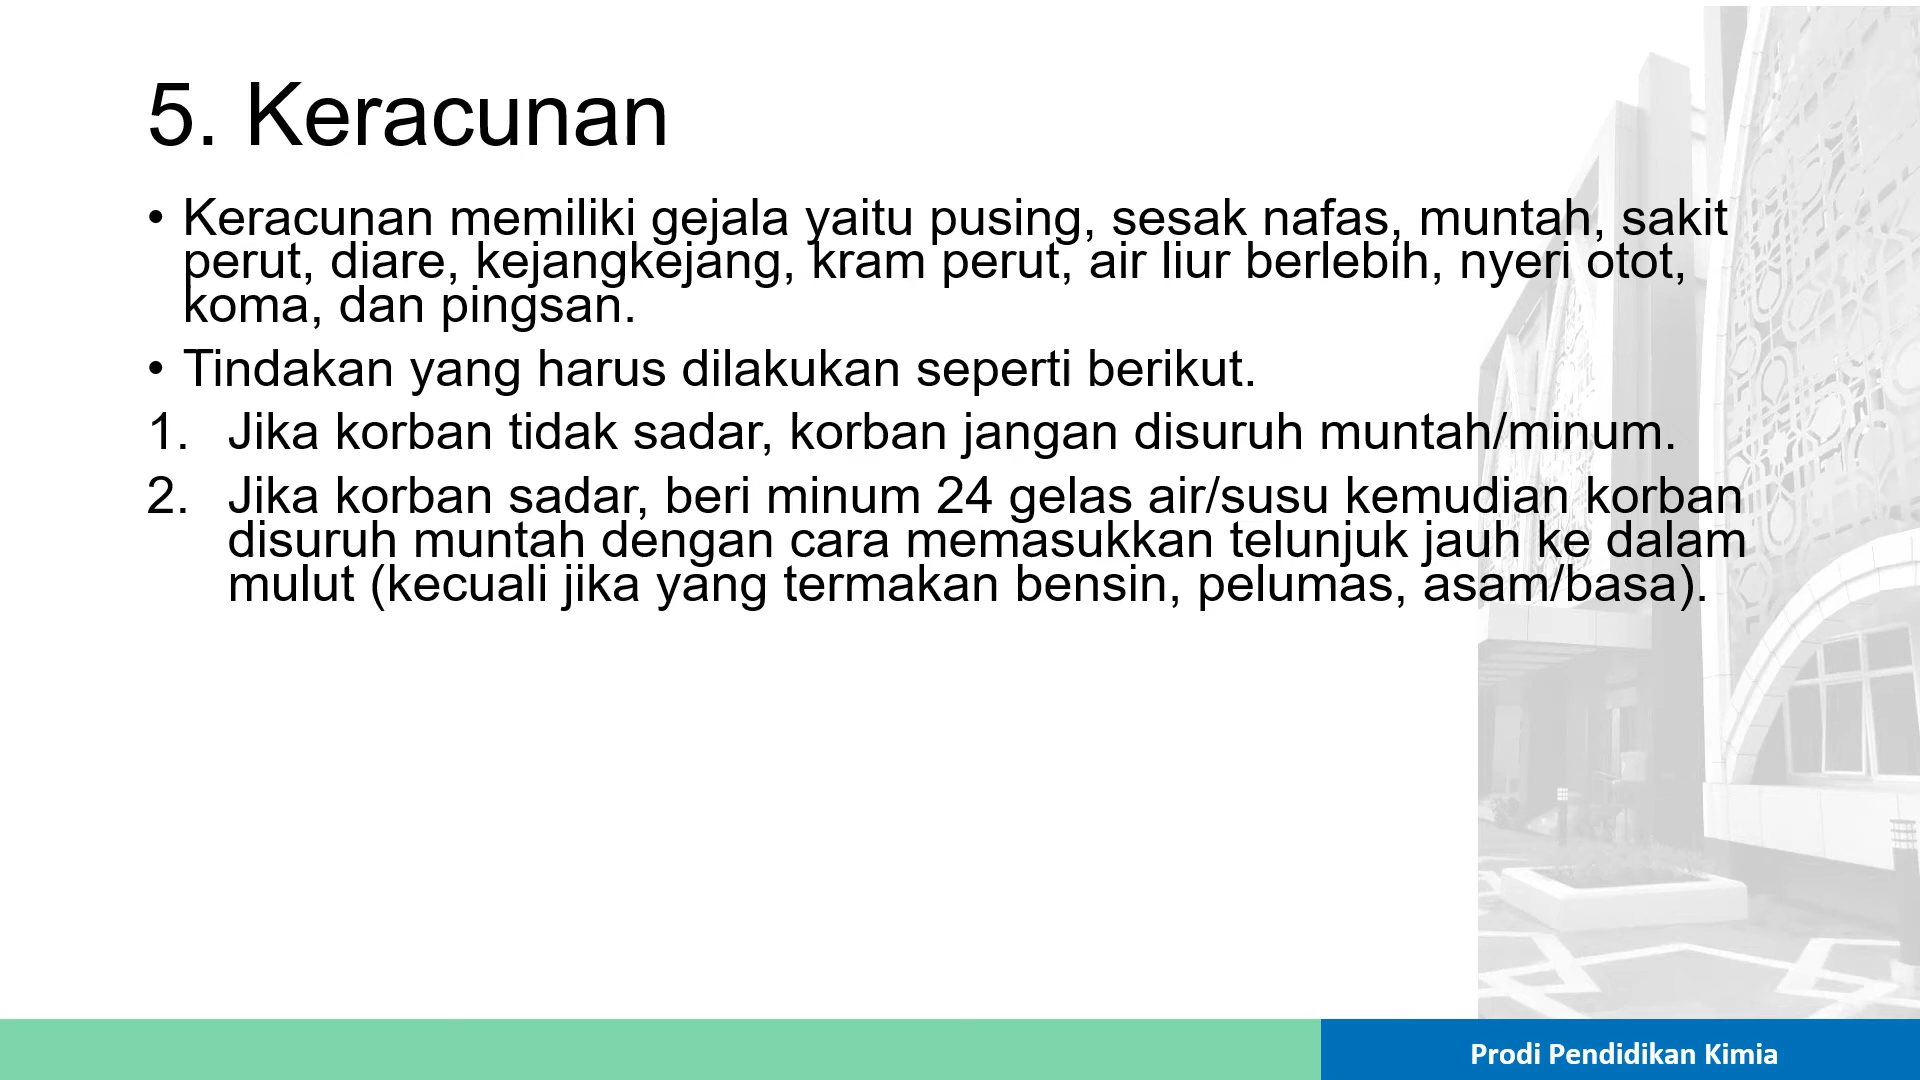 5. Keracunan
• Keracunan memiliki gejala yaitu pusing, sesak nafas, muntah, sakit
perut, diare, kejangkejang, kram perut, air liur berlebih, nyeri otot,
koma, dan pingsan.
• Tindakan yang harus dilakukan seperti berikut.
1. Jika korban tidak sadar, korban jangan disuruh muntah/minum.
2. Jika korban sadar, beri minum 24 gelas air/susu kemudian korban
disuruh muntah dengan cara memasukkan telunjuk jauh ke dalam
mulut (kecuali jika yang termakan bensin, pelumas, asam/basa).
Prodi Pendidikan Kimia